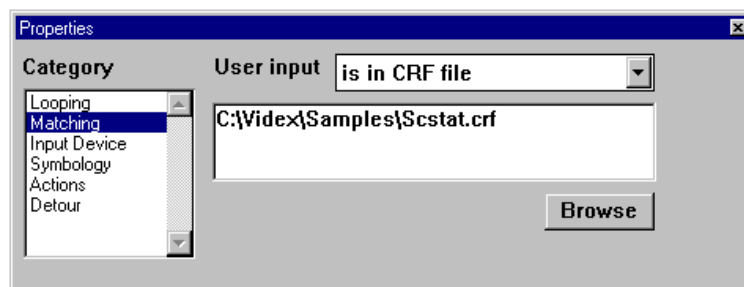 Properties
Category
User input
is in CRF file
Looping
Matching
Input Device
Symbology
Actions
Detour
C:\Videx\Samples\Scstat.crf
Browse